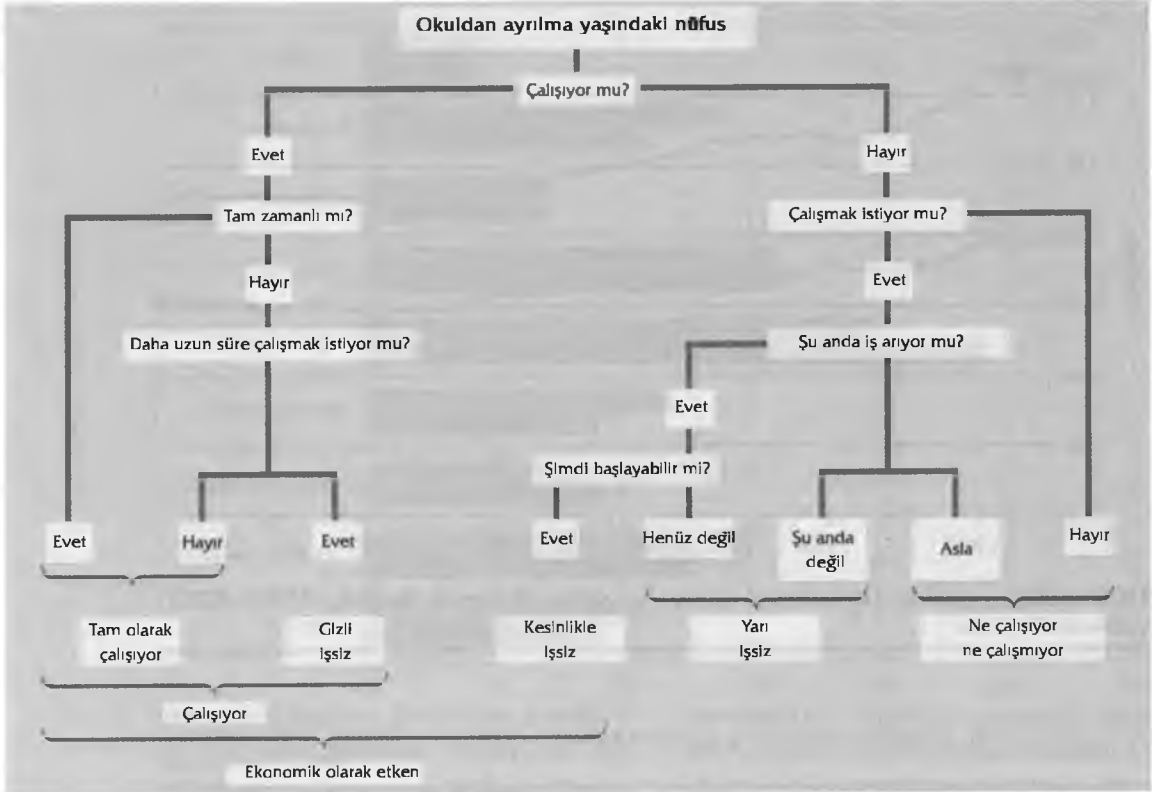 Okuldan ayrılma yaşındaki nüfus
Çalışıyor mu?
Evet
Hayır
Tam zamanlı mı?
Çalışmak istiyor mu?
Hayır
Evet
Daha uzun süre çalışmak istiyor mu?
Şu anda iş arıyor mu?
Evet
Şimdi başlayabilir mi?
Evet
Hayır
Evet
Evet
Henüz değil
Şu anda
değil
Asla
Hayır
Tam olarak
çalışıyor
Gizli
işsiz
Kesinlikle
işsiz
Yarı
işsiz
Ne çalışıyor
ne çalışmıyor
Çalışıyor
Ekonomik olarak etken